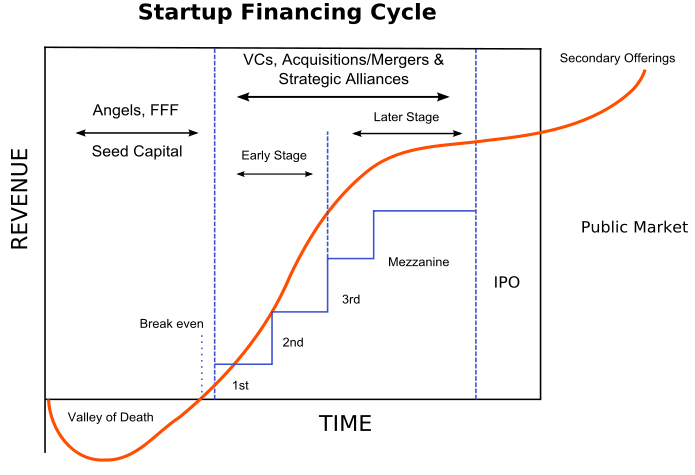 Startup Financing Cycle
VCs, Acquisitions/Mergers &
Strategic Alliances
Secondary Offerings
Angels, FFF
Later Stage
Seed Capital
Early Stage
REVENUE
Public Market
Mezzanine
IPO
3rd
Break even
2nd
1st
Valley of Death
TIME